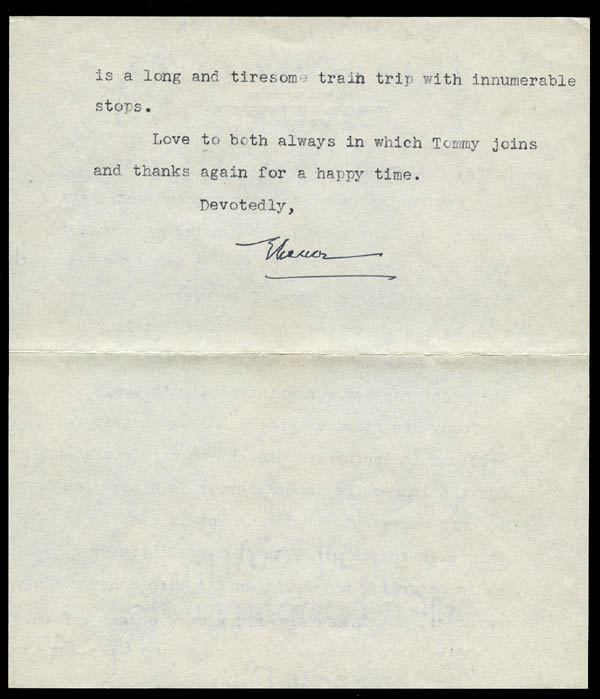 is a long and tiresome train trip with innumerable
stops.
Love to both always in which Tommy joins
and thanks again for a happy time.
Devotedly,
Eleanor